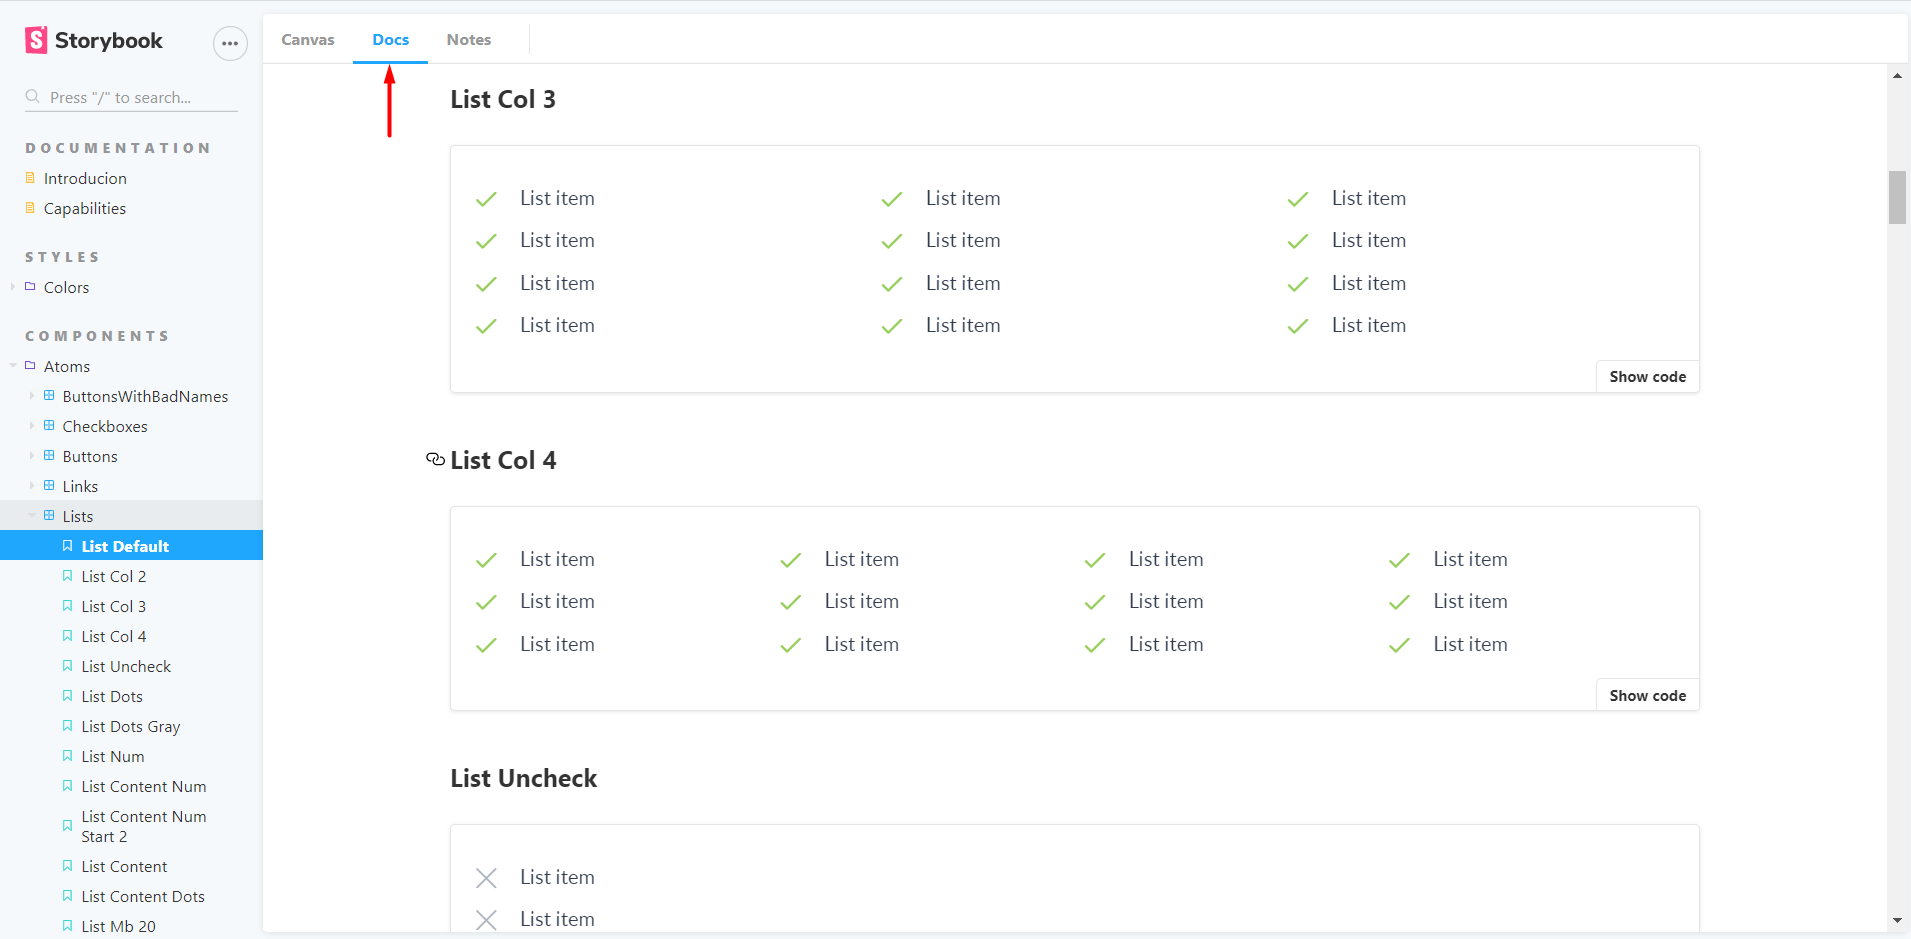 Storybook
Press "/" to search...
DOCUMENTATION
Introducion
Capabilities
STYLES
Colors
COMPONENTS
Atoms
ButtonsWithBadNames
Checkboxes
Buttons
Links
Lists
List Default
List Col 2
List Col 3
List Col 4
List Uncheck
List Dots
List Dots Gray
List Num
List Content Num
List Content Num
Start 2
List Content
List Content Dots
List Mb 20
Canvas Docs Notes
List Col 3
List item List item List item
List item List item List item
List item List item List item
List item List item List item
Show code
List Col 4
List item List item List item List item
List item List item List item List item
List item List item List item List item
Show code
List Uncheck
List item
List item